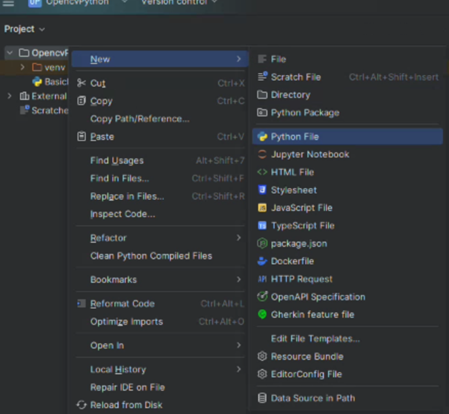 OP OpencvPython Version control
Project
OpencvP
venv
Basic
External
Scratche
New
Cut Ctrl+X
Copy Ctrl+C
Copy Path/Reference...
Paste Ctrl+V
Find Usages Alt+Shift+7
Find in Files... Ctrl+Shift+F
Replace in Files... Ctrl+Shift+R
Inspect Code...
Refactor
Clean Python Compiled Files
Bookmarks
Reformat Code Ctrl+Alt+L
Optimize Imports Ctrl+Alt+O
Open In
Local History
Repair IDE on File
Reload from Disk
File
Scratch File Ctrl+Alt+Shift+Insert
Directory
Python Package
Python File
Jupyter Notebook
HTML File
Stylesheet
JavaScript File
TypeScript File
package.json
Dockerfile
API HTTP Request
OpenAPI Specification
Gherkin feature file
Edit File Templates...
Resource Bundle
EditorConfig File
Data Source in Path